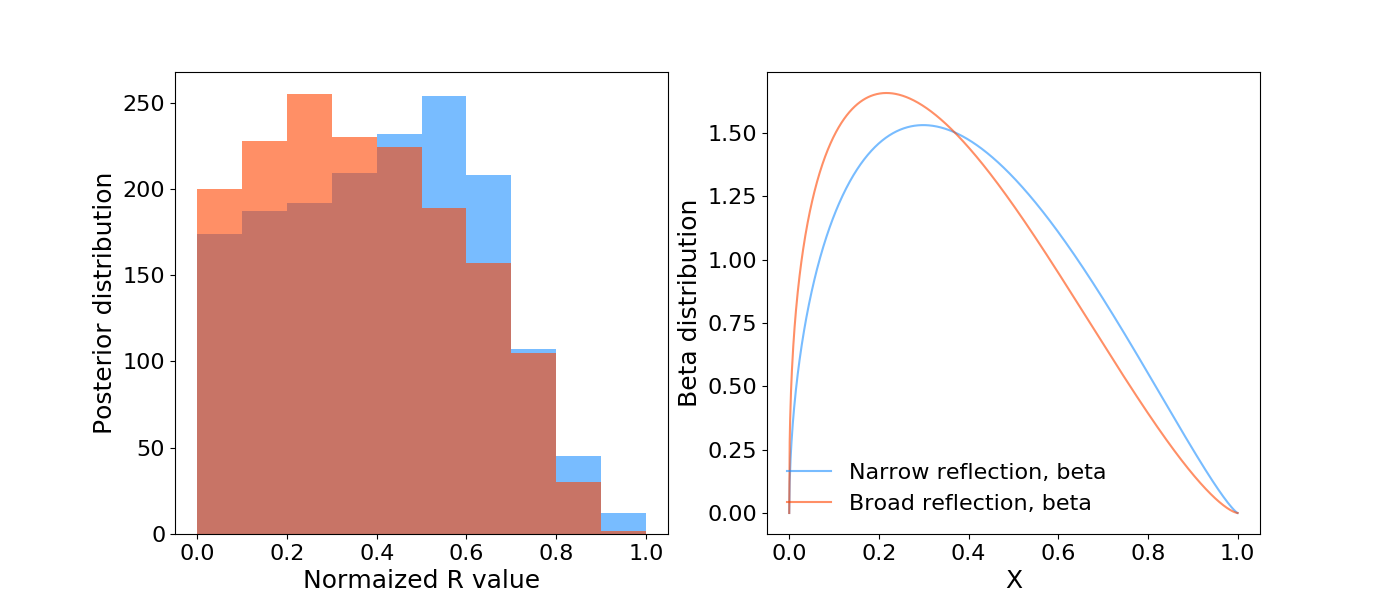 Posterior distribution
250
200
150
100
50
0
0.0 0.2 0.4 0.6 0.8 1.0
Normaized R value
Beta distribution
1.50
1.25
1.00
0.75
0.50
0.25
0.00
Narrow reflection, beta
Broad reflection, beta
0.0 0.2 0.4 0.6 0.8 1.0
X